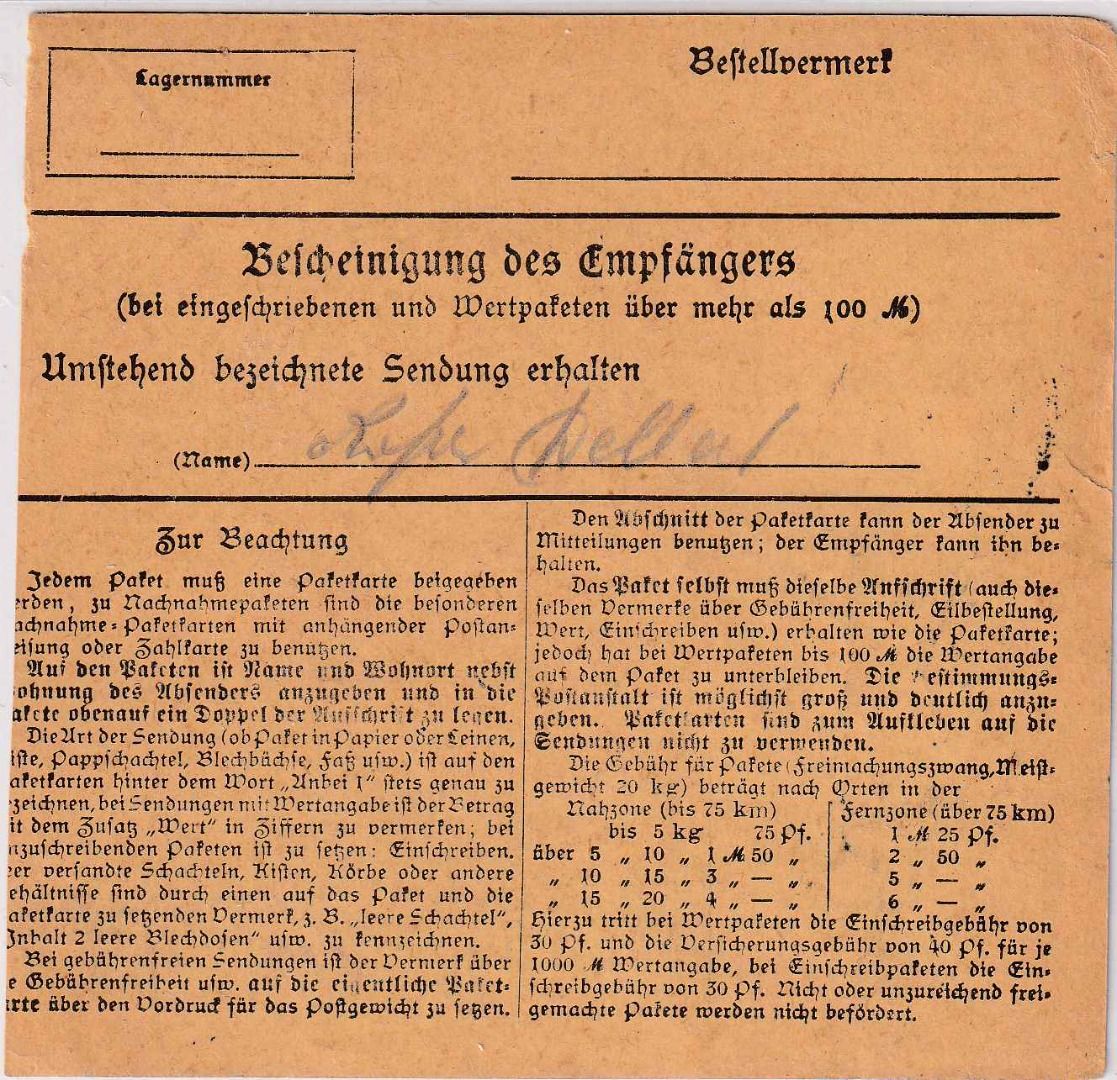 Lagernummer
Bestellvermerk
Bescheinigung des Empfängers
(bei eingeschriebenen und Wertpaketen über mehr als 100 ℳ)
Umstehend bezeichnete Sendung erhalten
(Name)
Zur Beachtung
Jedem Paket muß eine Paketkarte beigegeben
erden, zu Nachnahmepaketen sind die besonderen
achnahme-Paketkarten mit anhängender Postan-
eisung oder Zahlkarte zu benützen.
Auf den Paketen ist Name und Wohnort nebst
ohnung des Absenders anzugeben und in die
akete obenauf ein Doppel der Aufschrift zu legen.
Die Art der Sendung (ob Paket in Papier oder Leinen,
iste, Pappschachtel, Blechbüchse, Faß usw.) ist auf den
aketkarten hinter dem Wort „Anbei 1" stets genau zu
zeichnen, bei Sendungen mit Wertangabe ist der Betrag
it dem Zusatz „Wert" in Ziffern zu vermerken; bei
nzuschreibenden Paketen ist zu setzen: Einschreiben.
er versandte Schachteln, Kisten, Körbe oder andere
ehältnisse sind durch einen auf das Paket und die
aketkarte zu setzenden Vermerk, z. B. „leere Schachtel",
Inhalt 2 leere Blechdosen" usw. zu kennzeichnen.
Bei gebührenfreien Sendungen ist der Vermerk über
e Gebührenfreiheit usw. auf die eigentliche Paket-
arte über den Vordruck für das Postgewicht zu setzen.
Den Abschnitt der Paketkarte kann der Absender zu
Mitteilungen benutzen; der Empfänger kann ihn be-
halten.
Das Paket selbst muß dieselbe Aufschrift (auch die-
selben Vermerke über Gebührenfreiheit, Eilbestellung,
Wert, Einschreiben usw.) erhalten wie die Paketkarte;
jedoch hat bei Wertpaketen bis 100 ℳ die Wertangabe
auf dem Paket zu unterbleiben. Die Bestimmungs-
Postanstalt ist möglichst groß und deutlich anzu-
geben. Paketkarten sind zum Aufkleben auf die
Sendungen nicht zu verwenden.
Die Gebühr für Pakete (Freimachungszwang, Meist-
gewicht 20 kg) beträgt nach Orten in der
Nahzone (bis 75 km) Fernzone (über 75 km)
bis 5 kg 75 Pf. 1 ℳ 25 Pf.
über 5 „ 10 „ 1 ℳ 50 „ 2 „ 50 „
„ 10 „ 15 „ 3 „ — „ 5 „ — „
„ 15 „ 20 „ 4 „ — „ 6 „ — „
Hierzu tritt bei Wertpaketen die Einschreibgebühr von
30 Pf. und die Versicherungsgebühr von 40 Pf. für je
1000 ℳ Wertangabe, bei Einschreibpaketen die Ein-
schreibgebühr von 30 Pf. Nicht oder unzureichend frei-
gemachte Pakete werden nicht befördert.